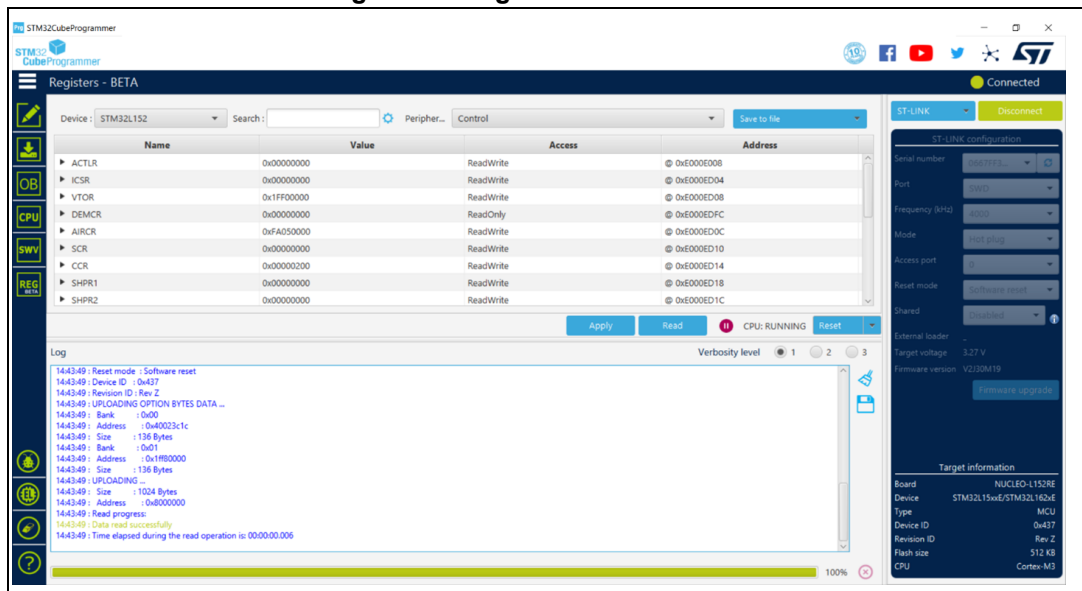 Prg STM32CubeProgrammer
STM32
CubeProgrammer
10
Registers - BETA
Connected
Device : STM32L152
Search :
Peripher... Control
Save to file
Name Value Access Address
ACTLR 0x00000000 ReadWrite @ 0xE000E008
ICSR 0x00000000 ReadWrite @ 0xE000ED04
VTOR 0x1FF00000 ReadWrite @ 0xE000ED08
DEMCR 0x00000000 ReadOnly @ 0xE000EDFC
AIRCR 0xFA050000 ReadWrite @ 0xE000ED0C
SCR 0x00000000 ReadWrite @ 0xE000ED10
CCR 0x00000200 ReadWrite @ 0xE000ED14
SHPR1 0x00000000 ReadWrite @ 0xE000ED18
SHPR2 0x00000000 ReadWrite @ 0xE000ED1C
OB
CPU
SWV
REG
BETA
Apply Read CPU: RUNNING Reset
Log Verbosity level 1 2 3
14:43:49 : Reset mode : Software reset
14:43:49 : Device ID : 0x437
14:43:49 : Revision ID : Rev Z
14:43:49 : UPLOADING OPTION BYTES DATA ...
14:43:49 : Bank : 0x00
14:43:49 : Address : 0x40023c1c
14:43:49 : Size : 136 Bytes
14:43:49 : Bank : 0x01
14:43:49 : Address : 0x1ff80000
14:43:49 : Size : 136 Bytes
14:43:49 : UPLOADING ...
14:43:49 : Size : 1024 Bytes
14:43:49 : Address : 0x8000000
14:43:49 : Read progress:
14:43:49 : Data read successfully
14:43:49 : Time elapsed during the read operation is: 00:00:00.006
100%
ST-LINK Disconnect
ST-LINK configuration
Serial number
Port SWD
Frequency (kHz) 4000
Mode Hot plug
Access port 0
Reset mode Software reset
Shared Disabled
External loader _
Target voltage 3.27 V
Firmware version V2J30M19
Firmware upgrade
Target information
Board NUCLEO-L152RE
Device STM32L15xxE/STM32L162xE
Type MCU
Device ID 0x437
Revision ID Rev Z
Flash size 512 KB
CPU Cortex-M3